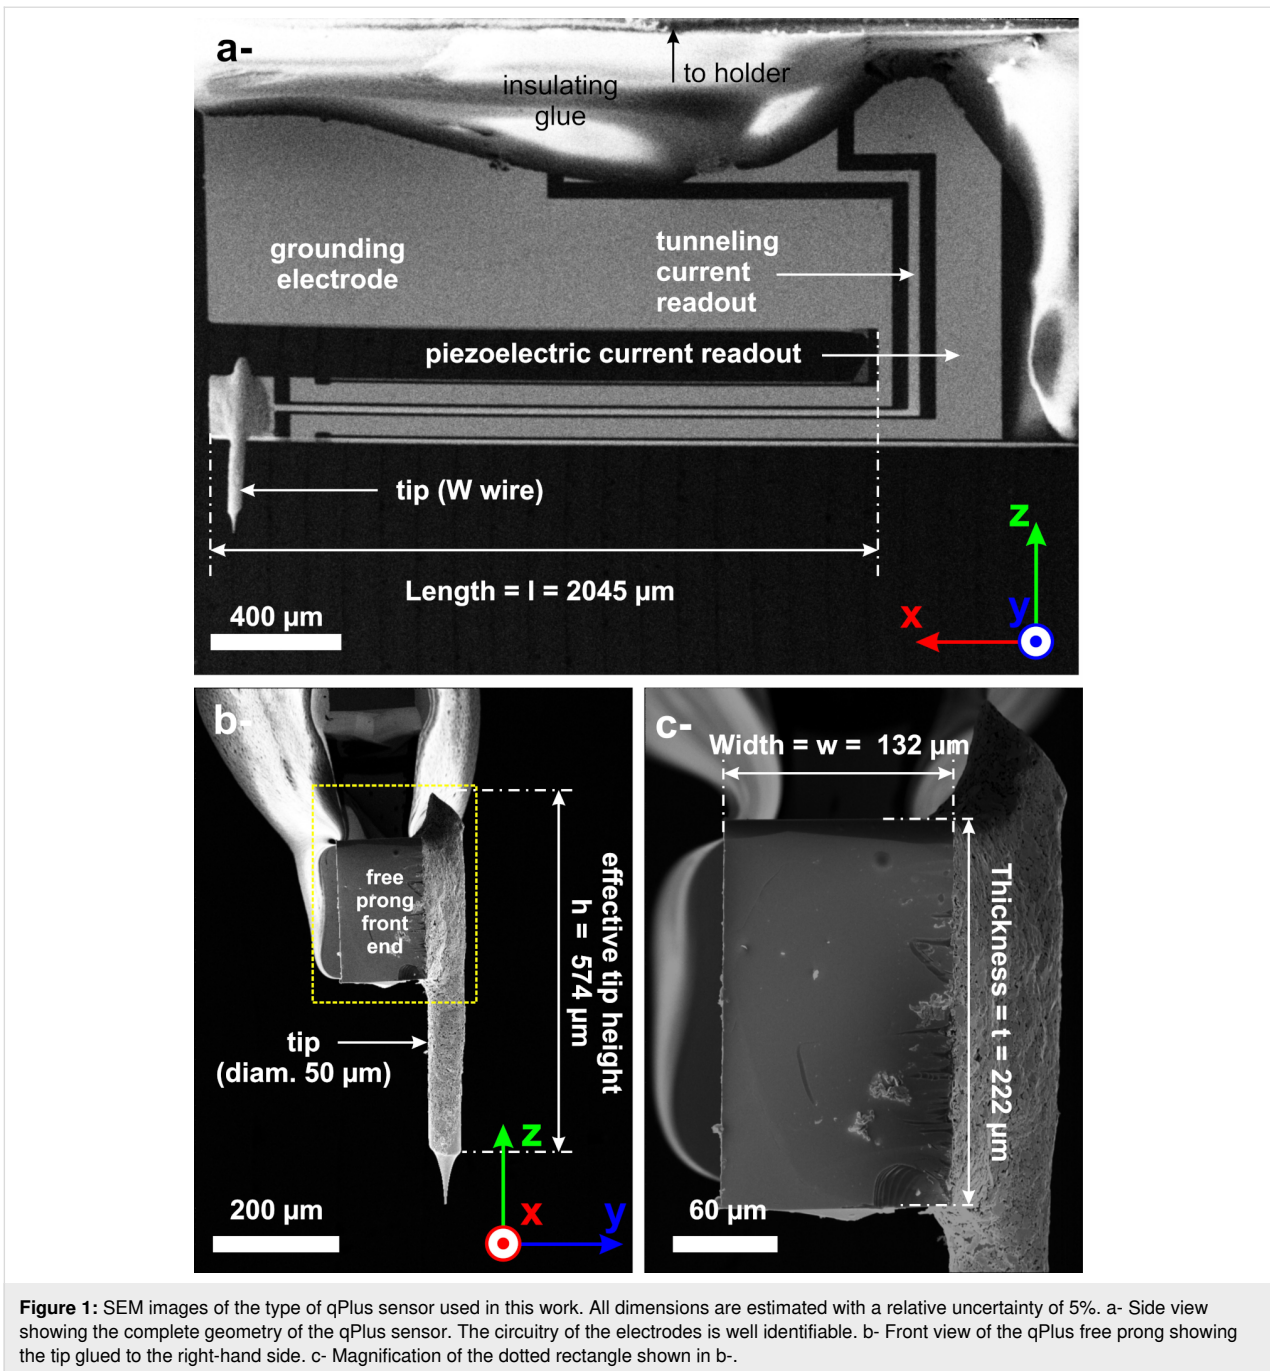 a-
to holder
insulating
glue
grounding
electrode
tunneling
current
readout
piezoelectric current readout
tip (W wire)
Length = l = 2045 µm
400 µm
z
y
x
b-
free
prong
front
end
effective tip height
h = 574 µm
tip
(diam. 50 µm)
z
x
y
200 µm
c-
Width = w = 132 µm
Thickness = t = 222 µm
60 µm
Figure 1: SEM images of the type of qPlus sensor used in this work. All dimensions are estimated with a relative uncertainty of 5%. a- Side view
showing the complete geometry of the qPlus sensor. The circuitry of the electrodes is well identifiable. b- Front view of the qPlus free prong showing
the tip glued to the right-hand side. c- Magnification of the dotted rectangle shown in b-.